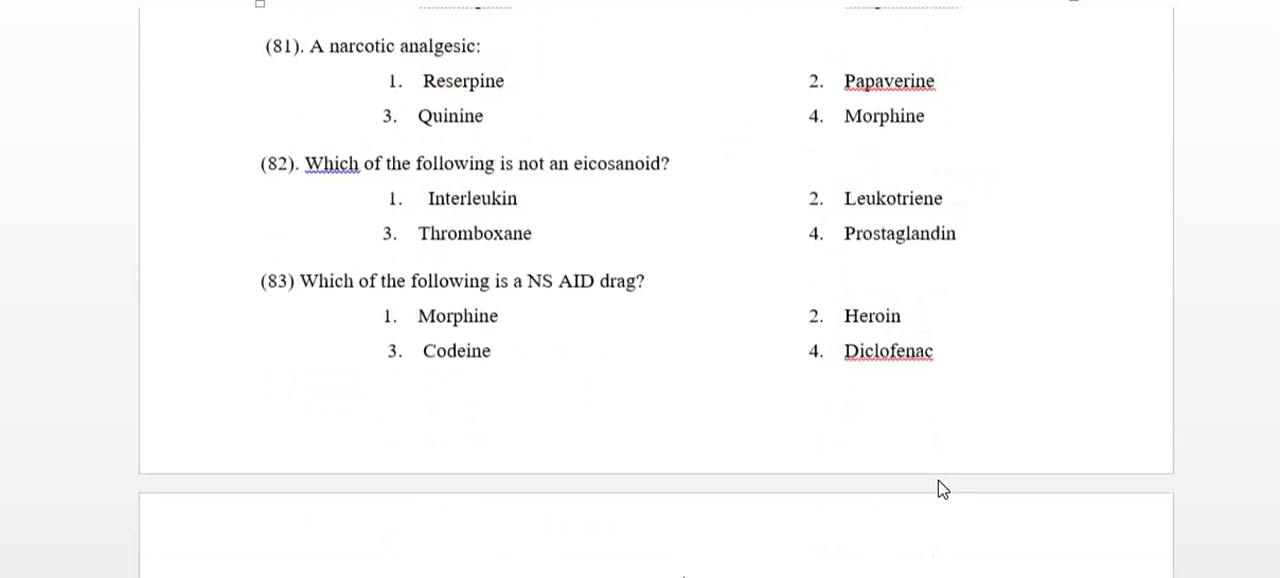 (81). A narcotic analgesic:
1. Reserpine 2. Papaverine
3. Quinine 4. Morphine
(82). Which of the following is not an eicosanoid?
1. Interleukin 2. Leukotriene
3. Thromboxane 4. Prostaglandin
(83) Which of the following is a NS AID drag?
1. Morphine 2. Heroin
3. Codeine 4. Diclofenac